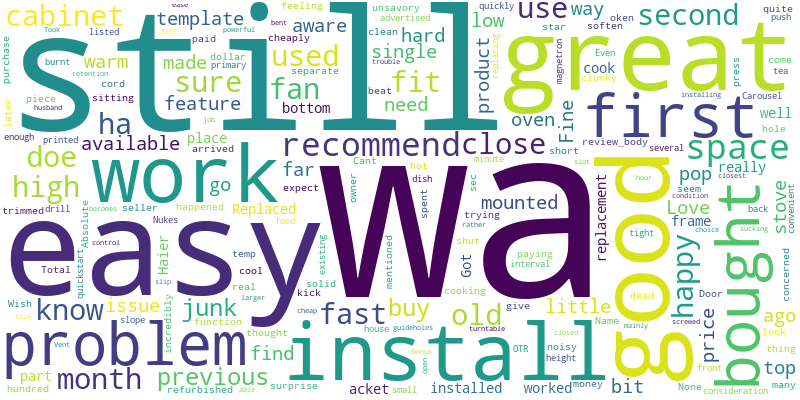 cabinet
template
aware
feeling
bent
ease
unsavory
advertised
low
quickly
oken
soften
use
way
star
second
quite
push
Took
listed
paid
cheaply
dollar
clean
powerful
hard
single
product
still
great
purchase
later
burnt
warm
made
used
primary
separate
beat
trouble
fit
need
magnetron
replacing
cook
Even
clunky
press
come
tea
retention
cord
sure
fan
feature
bottom
piece
husband
sitting
job
oven
Fine
first
installing
Carousel
well
hole
enough
printed
ha
available
place
arrived
recommend
close
short
review_body
several
space
doe
high
work
go
far
Cant
hot
dish
minute
sec
expect
owner
spent
trying
mounted
replacement
pop
seem
Love
frame
really
hour
condition
closest
back
choice
stove
convenient
trimmed
drill
becomes
seller
happened
Replaced
food
Nukes
Absolute
control
easy
wa
rather
existing
mentioned
Got
paying
interval
tight
good
bought
happy
sucking
concerned
Total
quickstart
Haier
slip
temp
cool
real
larger
solid
kick
cooking
shut
dead
Door
Wish
size
know
issue
incredibly
junk
function
fast
cheap
buy
old
give
turntable
little
Name
mainly
screwed
price
ago
look
slope
thought
house
guideholes
closed
problem
install
Vent
find
surprise
open
bonus
OTR
noisy
height
None
front
thing
top
part
month
previous
hundred
refurbished
able
acket
small
installed
worked
money
bit
consideration
many